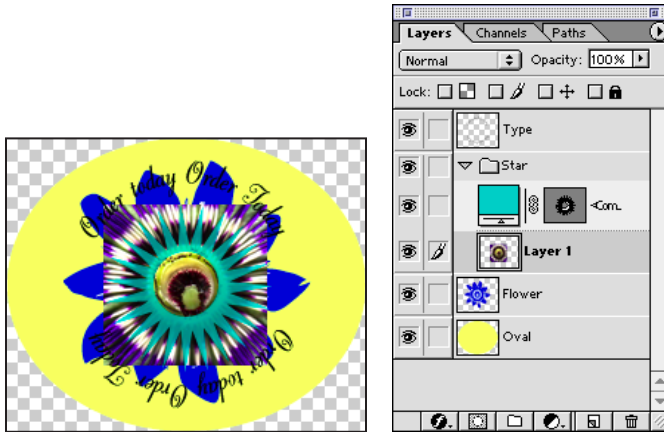 Order today Order Today
Order today Order Today
Layers Channels Paths
Normal Opacity: 100%
Lock:
Type
Star
<Com...
Layer 1
Flower
Oval